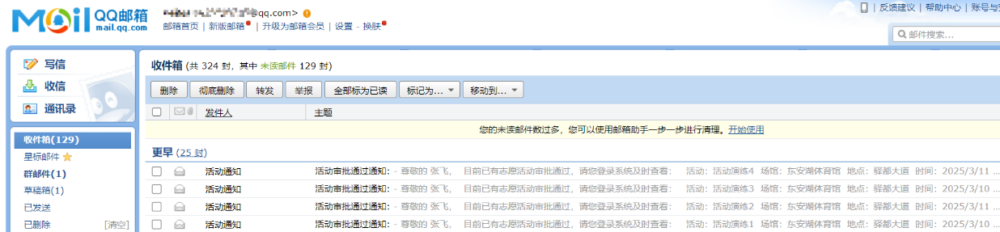 Mail QQ邮箱 mail.qq.com
@qq.com>
邮箱首页 | 新版邮箱 | 升级为邮箱会员 | 设置 - 换肤
| 反馈建议 | 帮助中心 | 账号与
邮件搜索...
写信
收信
通讯录
收件箱(129)
星标邮件
群邮件(1)
草稿箱(1)
已发送
已删除 [清空]
收件箱 (共 324 封，其中 未读邮件 129 封)
删除 彻底删除 转发 举报 全部标为已读 标记为... 移动到...
发件人 主题
您的未读邮件数过多，您可以使用邮箱助手一步一步进行清理。开始使用
更早 (25 封)
活动通知 活动审批通过通知: - 尊敬的 张飞， 目前已有志愿活动审批通过，请您登录系统及时查看： 活动：活动演练4 场馆：东安湖体育馆 地点：驿都大道 时间：2025/3/11 ...
活动通知 活动审批通过通知: - 尊敬的 张飞， 目前已有志愿活动审批通过，请您登录系统及时查看： 活动：活动演练3 场馆：东安湖体育馆 地点：驿都大道 时间：2025/3/10 ...
活动通知 活动审批通过通知: - 尊敬的 张飞， 目前已有志愿活动审批通过，请您登录系统及时查看： 活动：活动演练2 场馆：东安湖体育馆 地点：驿都大道 时间：2025/3/11 ...
活动通知 活动审批通过通知: - 尊敬的 张飞， 目前已有志愿活动审批通过，请您登录系统及时查看： 活动：活动演练1 场馆：东安湖体育馆 地点：驿都大道 时间：2025/3/10 ...